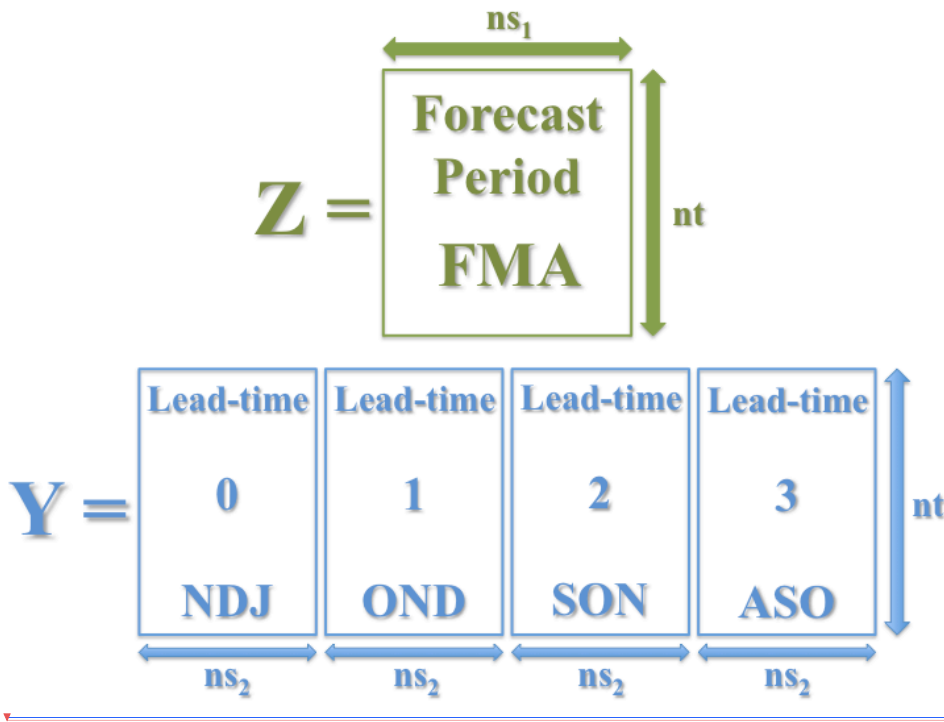 ns₁
Forecast
Period
Z =
FMA
nt
Lead-time Lead-time Lead-time Lead-time
Y = 0 1 2 3 nt
NDJ OND SON ASO
ns₂ ns₂ ns₂ ns₂